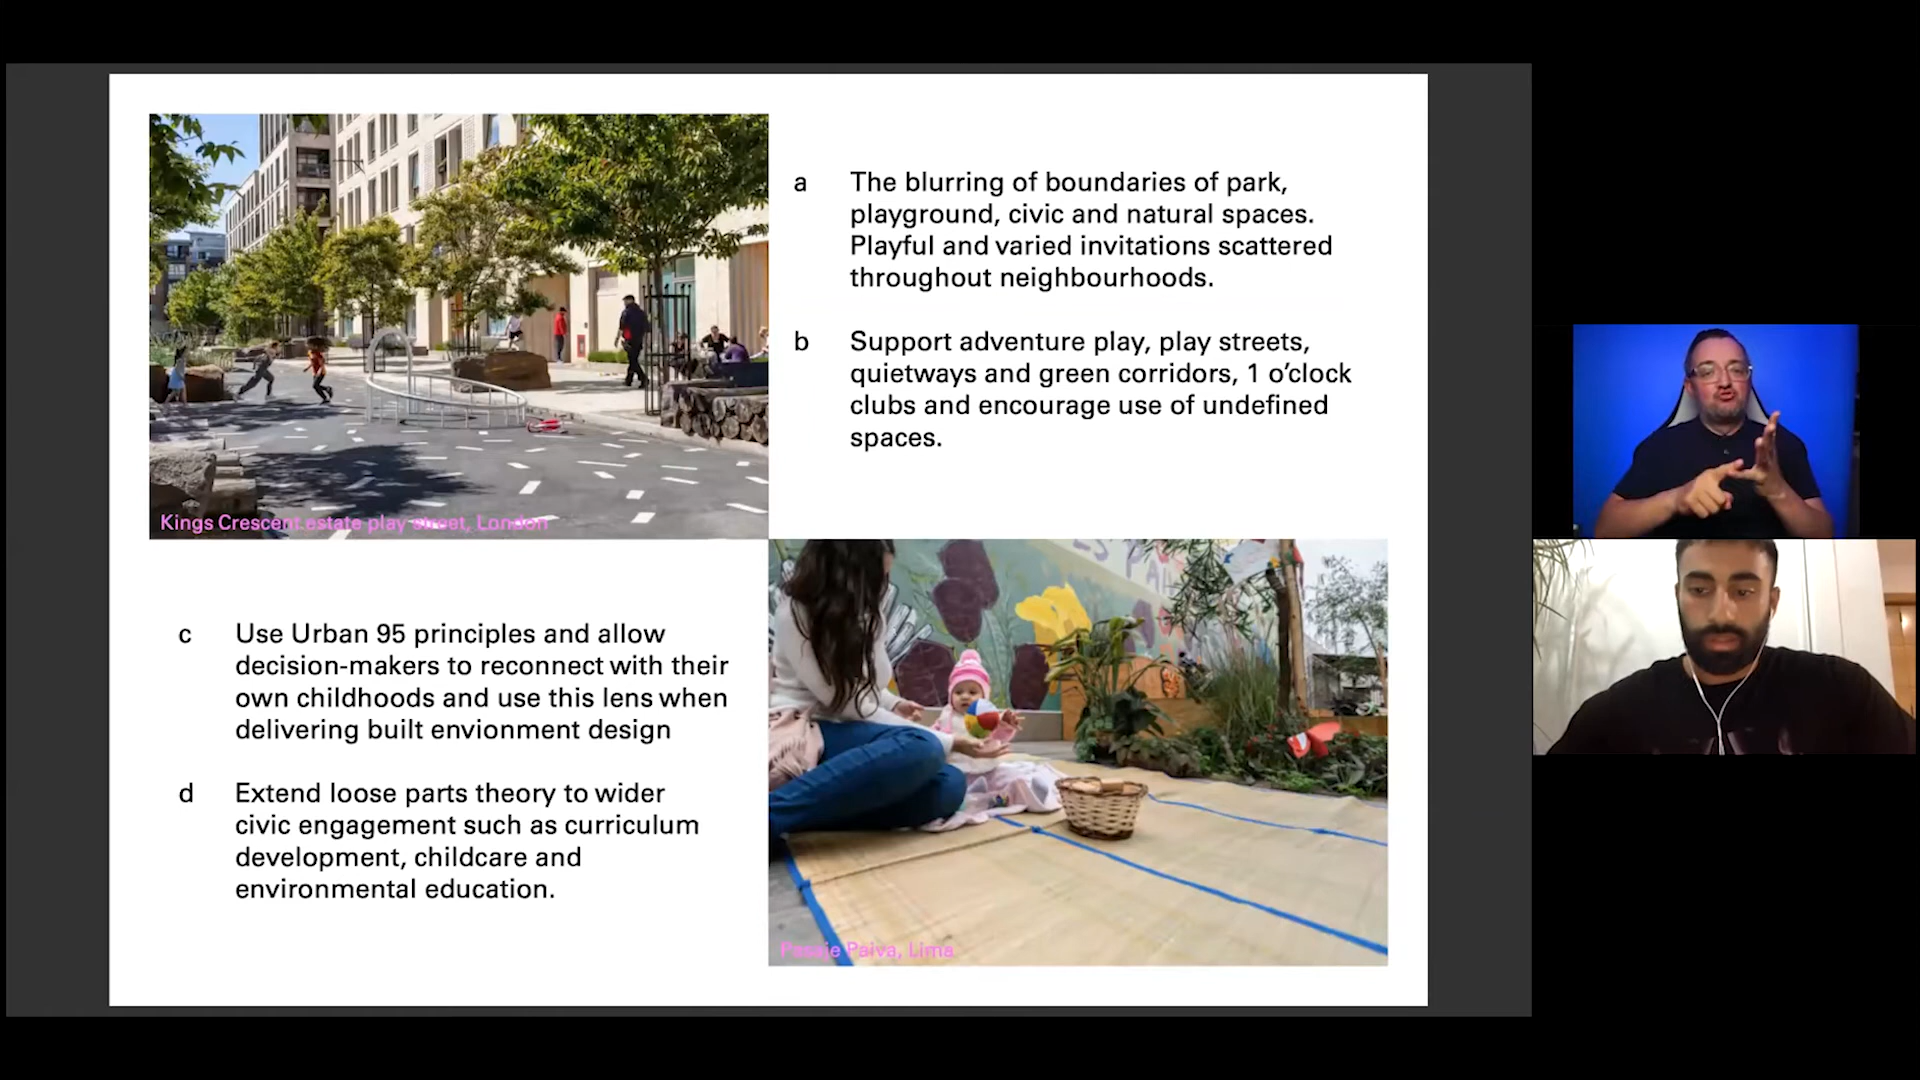 a The blurring of boundaries of park,
playground, civic and natural spaces.
Playful and varied invitations scattered
throughout neighbourhoods.
b Support adventure play, play streets,
quietways and green corridors, 1 o’clock
clubs and encourage use of undefined
spaces.
Kings Crescent estate play street, London
c Use Urban 95 principles and allow
decision-makers to reconnect with their
own childhoods and use this lens when
delivering built envionment design
d Extend loose parts theory to wider
civic engagement such as curriculum
development, childcare and
environmental education.
Pasaje Paiva, Lima